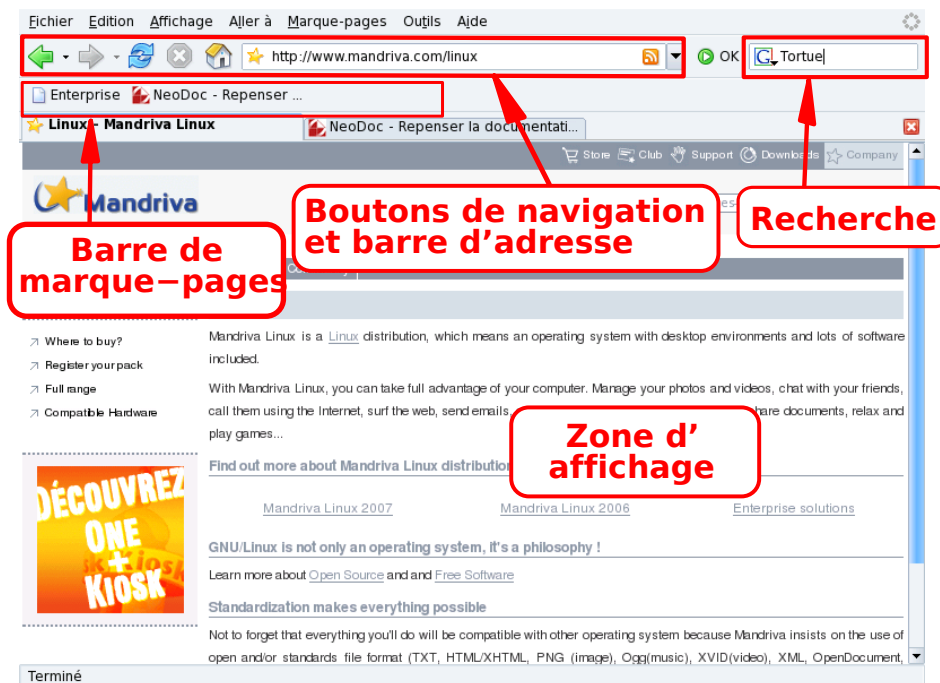 Fichier Edition Affichage Aller à Marque-pages Outils Aide
http://www.mandriva.com/linux OK G Tortue
Enterprise NeoDoc - Repenser ...
Linux - Mandriva Linux NeoDoc - Repenser la documentati...
Store Club Support Downloads Company
Mandriva
Boutons de navigation
et barre d’adresse
Recherche
Barre de
marque−pages
Where to buy?
Register your pack
Full range
Compatible Hardware
Mandriva Linux is a Linux distribution, which means an operating system with desktop environments and lots of software
included.
With Mandriva Linux, you can take full advantage of your computer. Manage your photos and videos, chat with your friends,
call them using the Internet, surf the web, send emails, documents, relax and
play games...
Zone d’
affichage
Find out more about Mandriva Linux distribution
Mandriva Linux 2007 Mandriva Linux 2006 Enterprise solutions
DÉCOUVREZ
ONE
+
KIOSK
GNU/Linux is not only an operating system, it's a philosophy !
Learn more about Open Source and and Free Software
Standardization makes everything possible
Not to forget that everything you'll do will be compatible with other operating system because Mandriva insists on the use of
open and/or standards file format (TXT, HTML/XHTML, PNG (image), Ogg(music), XVID(video), XML, OpenDocument,
Terminé